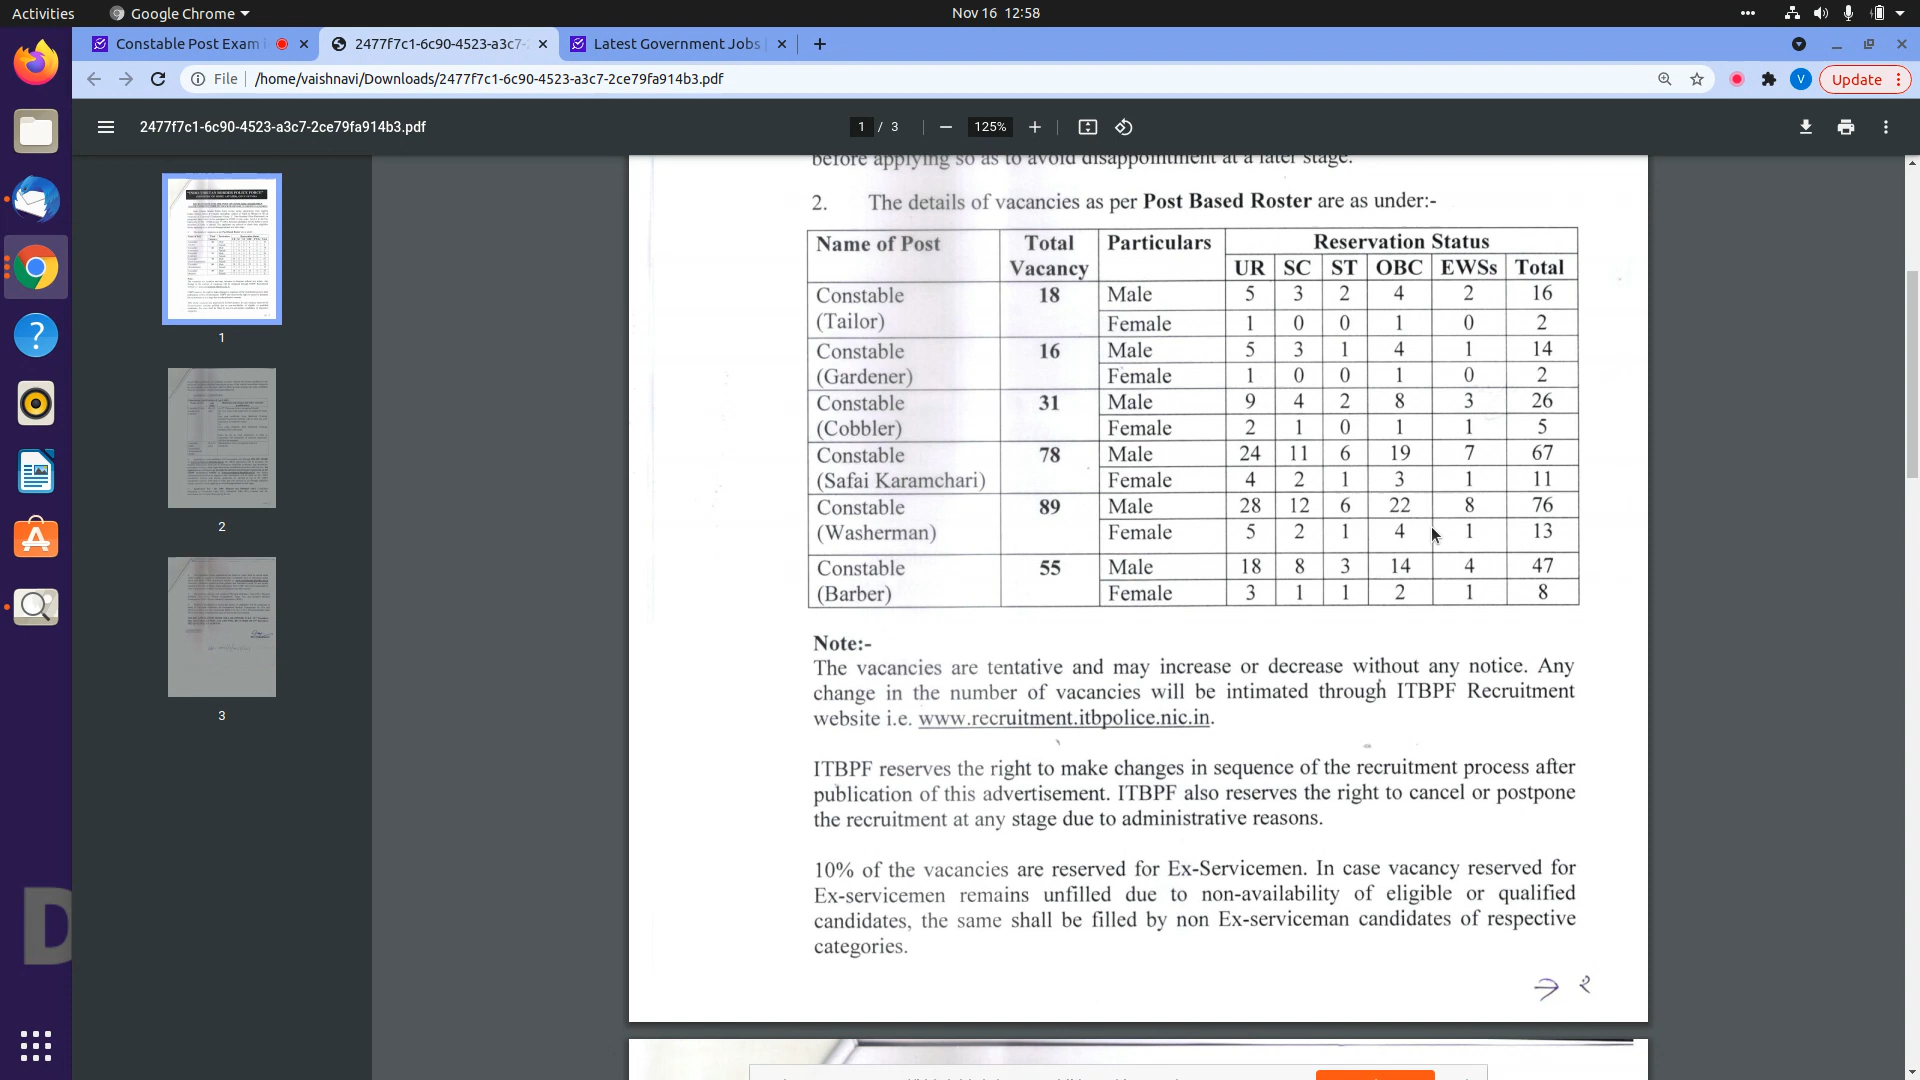 Activities
Google Chrome
Nov 16 12:58
Constable Post Exam
2477f7c1-6c90-4523-a3c7-
Latest Government Jobs
File
/home/vaishnavi/Downloads/2477f7c1-6c90-4523-a3c7-2ce79fa914b3.pdf
V
Update
2477f7c1-6c90-4523-a3c7-2ce79fa914b3.pdf
1 / 3
125%
1
2
3
before applying so as to avoid disappointment at a later stage.
2. The details of vacancies as per Post Based Roster are as under:-
Name of Post Total Vacancy Particulars Reservation Status
UR SC ST OBC EWSs Total
Constable (Tailor) 18 Male 5 3 2 4 2 16
Female 1 0 0 1 0 2
Constable (Gardener) 16 Male 5 3 1 4 1 14
Female 1 0 0 1 0 2
Constable (Cobbler) 31 Male 9 4 2 8 3 26
Female 2 1 0 1 1 5
Constable (Safai Karamchari) 78 Male 24 11 6 19 7 67
Female 4 2 1 3 1 11
Constable (Washerman) 89 Male 28 12 6 22 8 76
Female 5 2 1 4 1 13
Constable (Barber) 55 Male 18 8 3 14 4 47
Female 3 1 1 2 1 8
Note:-
The vacancies are tentative and may increase or decrease without any notice. Any
change in the number of vacancies will be intimated through ITBPF Recruitment
website i.e. www.recruitment.itbpolice.nic.in.
ITBPF reserves the right to make changes in sequence of the recruitment process after
publication of this advertisement. ITBPF also reserves the right to cancel or postpone
the recruitment at any stage due to administrative reasons.
10% of the vacancies are reserved for Ex-Servicemen. In case vacancy reserved for
Ex-servicemen remains unfilled due to non-availability of eligible or qualified
candidates, the same shall be filled by non Ex-serviceman candidates of respective
categories.